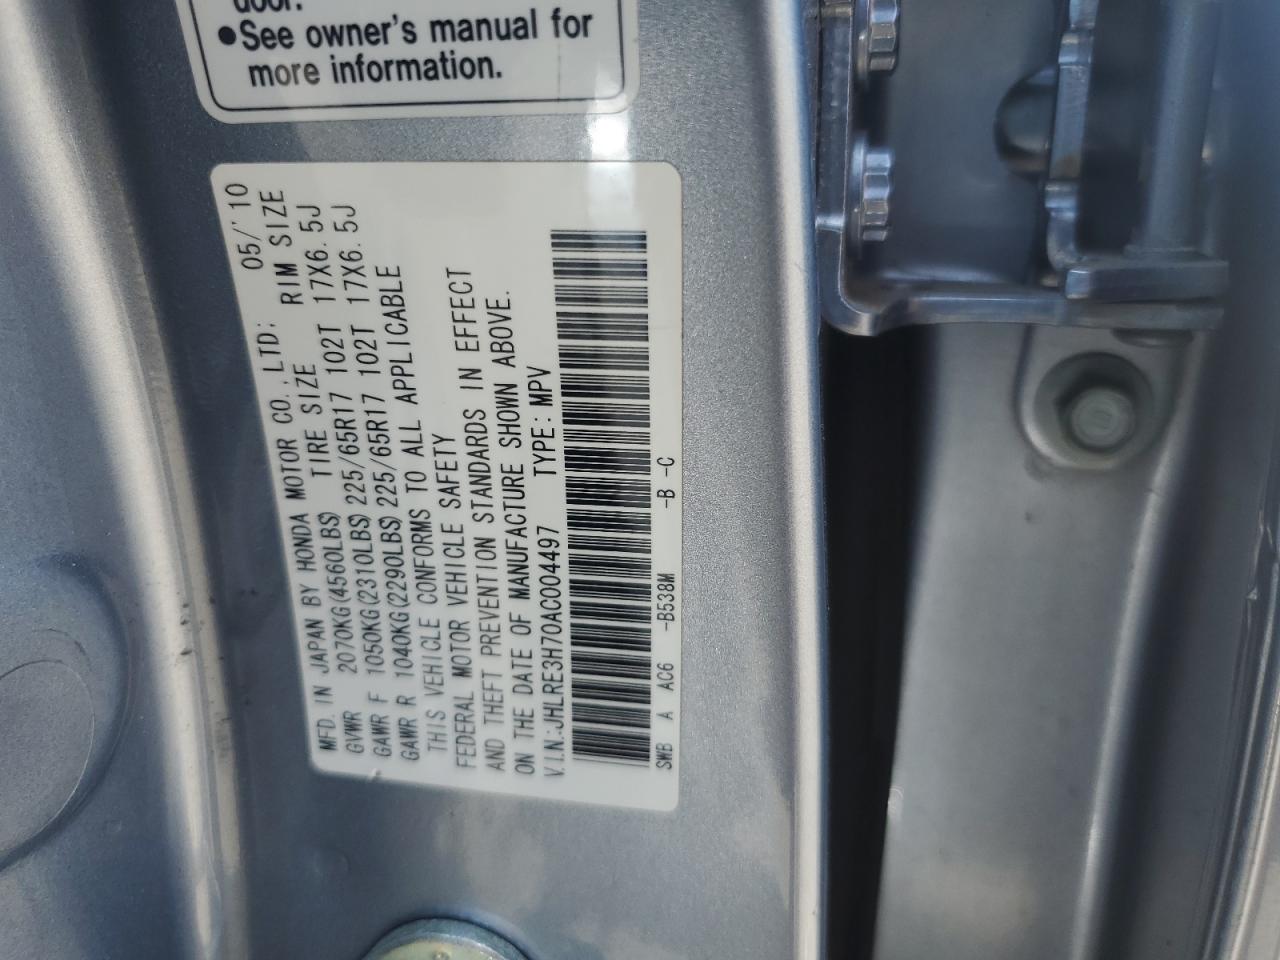 door.
●See owner's manual for
more information.
MFD. IN JAPAN BY HONDA MOTOR CO.,LTD: 05/'10
GVWR 2070KG(4560LBS) TIRE SIZE RIM SIZE
GAWR F 1050KG(2310LBS) 225/65R17 102T 17X6.5J
GAWR R 1040KG(2290LBS) 225/65R17 102T 17X6.5J
THIS VEHICLE CONFORMS TO ALL APPLICABLE
FEDERAL MOTOR VEHICLE SAFETY
AND THEFT PREVENTION STANDARDS IN EFFECT
ON THE DATE OF MANUFACTURE SHOWN ABOVE.
V.I.N.:JHLRE3H70AC004497 TYPE:MPV
SWB A AC6 -B538M -B -C